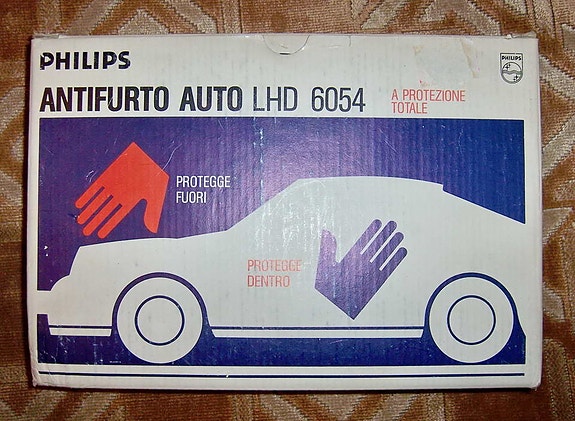 PHILIPS
PHILIPS
ANTIFURTO AUTO LHD 6054
A PROTEZIONE
TOTALE
PROTEGGE
FUORI
PROTEGGE
DENTRO